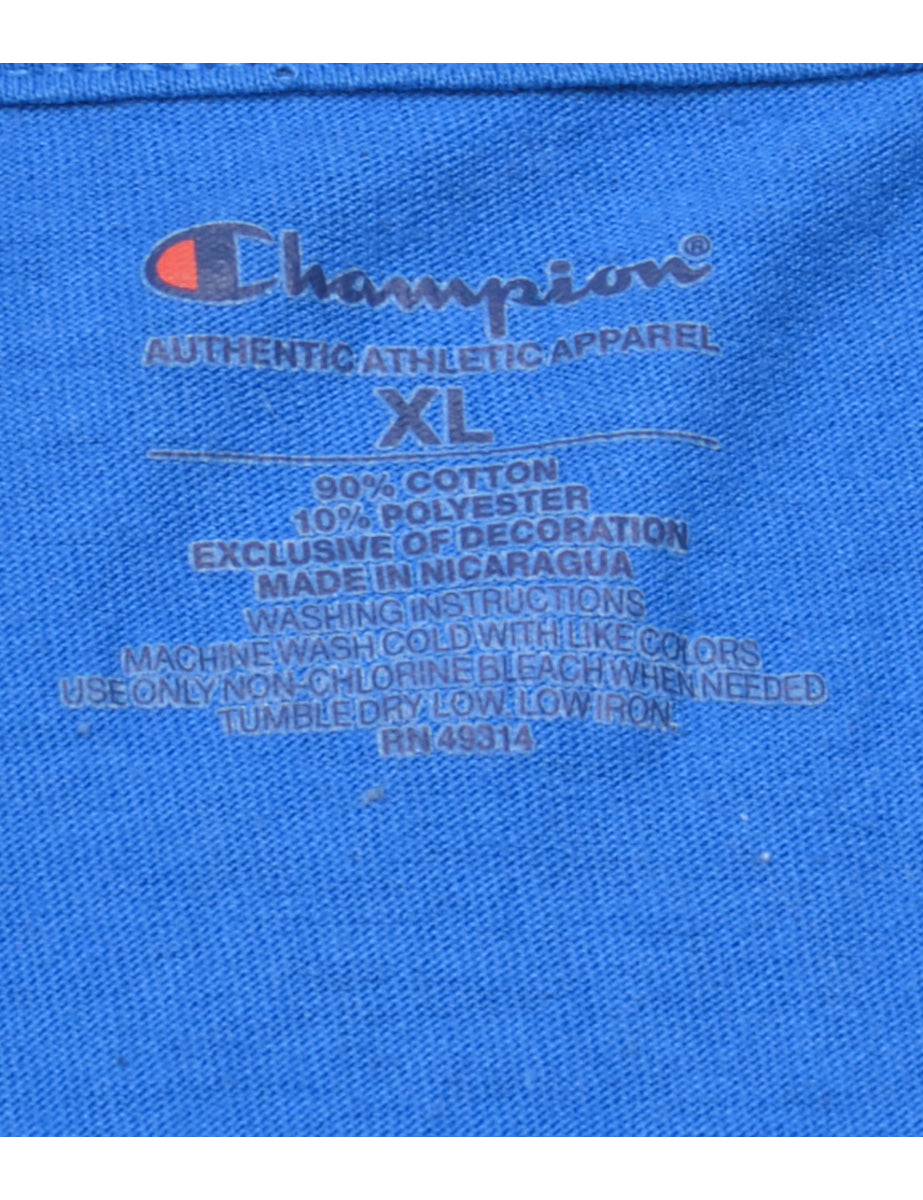 Champion®
AUTHENTIC ATHLETIC APPAREL
XL
90% COTTON
10% POLYESTER
EXCLUSIVE OF DECORATION
MADE IN NICARAGUA
WASHING INSTRUCTIONS
MACHINE WASH COLD WITH LIKE COLORS
USE ONLY NON-CHLORINE BLEACH WHEN NEEDED
TUMBLE DRY LOW. LOW IRON.
RN 49314